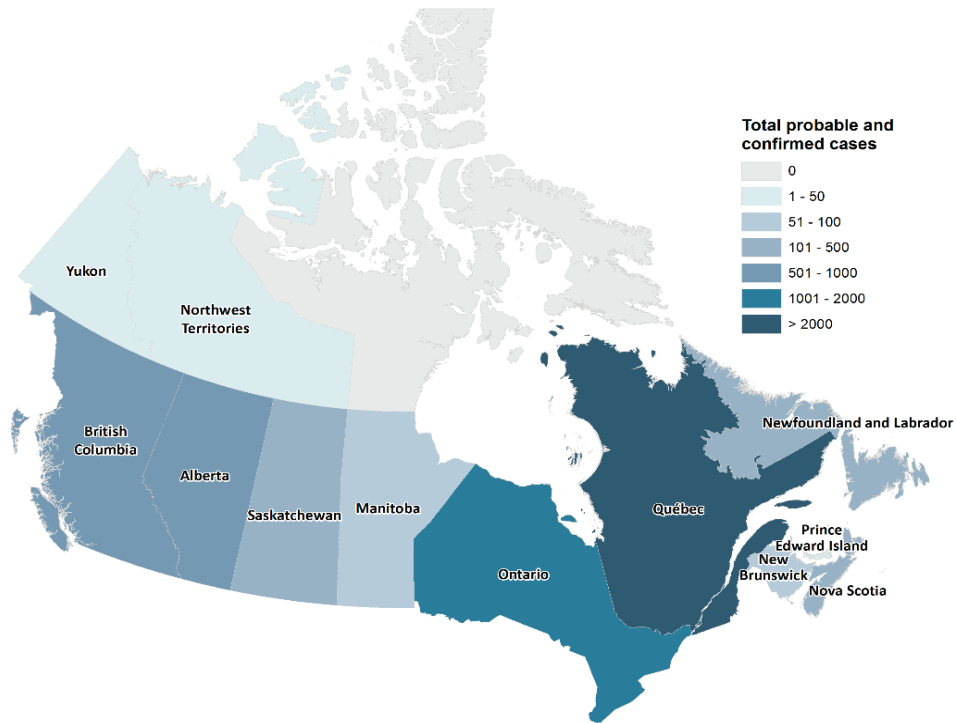 Total probable and
confirmed cases
0
1 - 50
51 - 100
101 - 500
501 - 1000
1001 - 2000
> 2000
Yukon
Northwest
Territories
British
Columbia
Alberta
Saskatchewan
Manitoba
Ontario
Québec
Newfoundland and Labrador
Prince
Edward Island
New
Brunswick
Nova Scotia